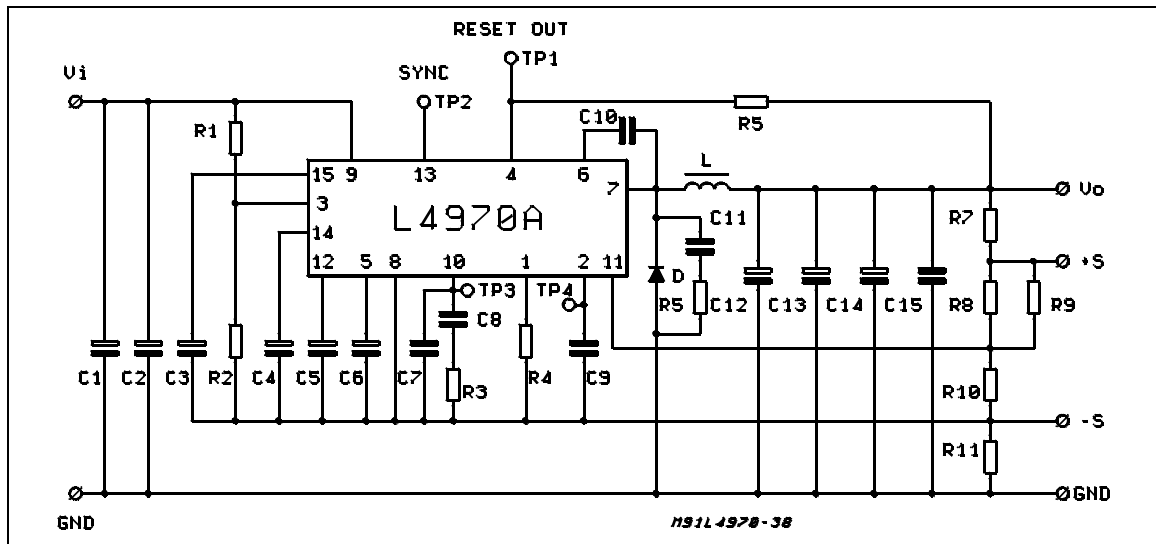 RESET OUT
TP1
Vi
SYNC
TP2
R1
C10
R5
L
15 9 13 4 6
7
Vo
3
L4970A
C11
R7
14
12 5 8 10 1 2 11
+S
TP3
TP4
D
C8
R5
C12
C13
C14
C15
R8
R9
C1
C2
C3
R2
C4
C5
C6
C7
R3
R4
C9
R10
-S
R11
GND
GND
M91L4970-38